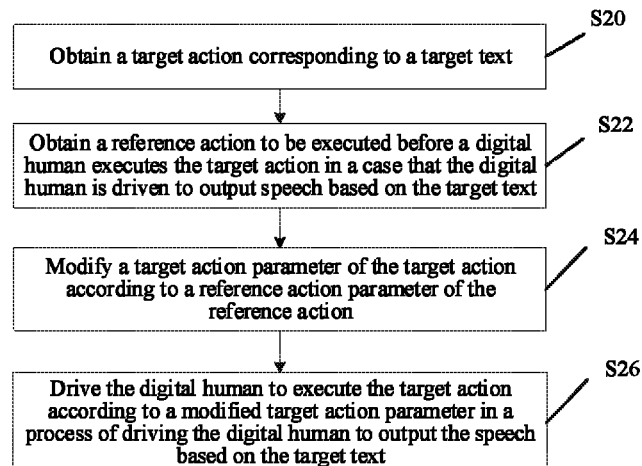 S20
Obtain a target action corresponding to a target text
S22
Obtain a reference action to be executed before a digital
human executes the target action in a case that the digital
human is driven to output speech based on the target text
S24
Modify a target action parameter of the target action
according to a reference action parameter of the
reference action
S26
Drive the digital human to execute the target action
according to a modified target action parameter in a
process of driving the digital human to output the speech
based on the target text